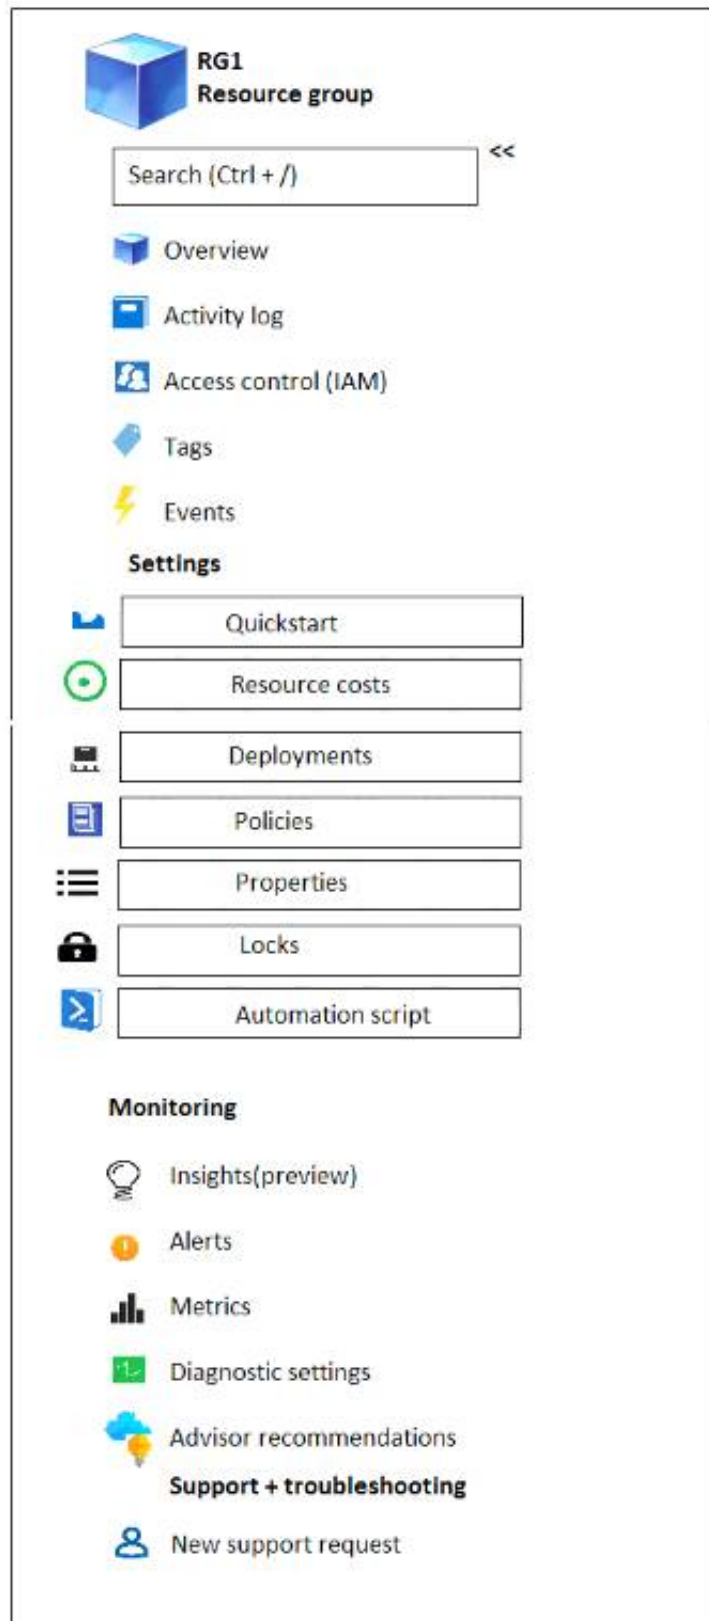 RG1
Resource group
<<
Search (Ctrl + /)
Overview
Activity log
Access control (IAM)
Tags
Events
Settings
Quickstart
Resource costs
Deployments
Policies
Properties
Locks
Automation script
Monitoring
Insights(preview)
Alerts
Metrics
Diagnostic settings
Advisor recommendations
Support + troubleshooting
New support request